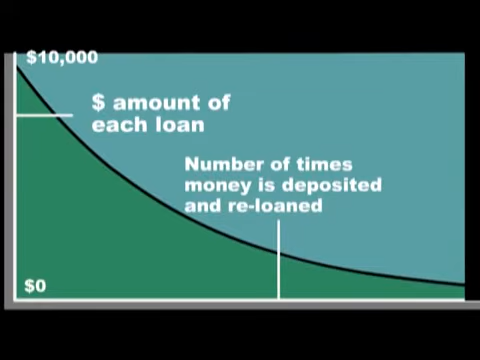 $10,000
$ amount of
each loan
Number of times
money is deposited
and re-loaned
$0